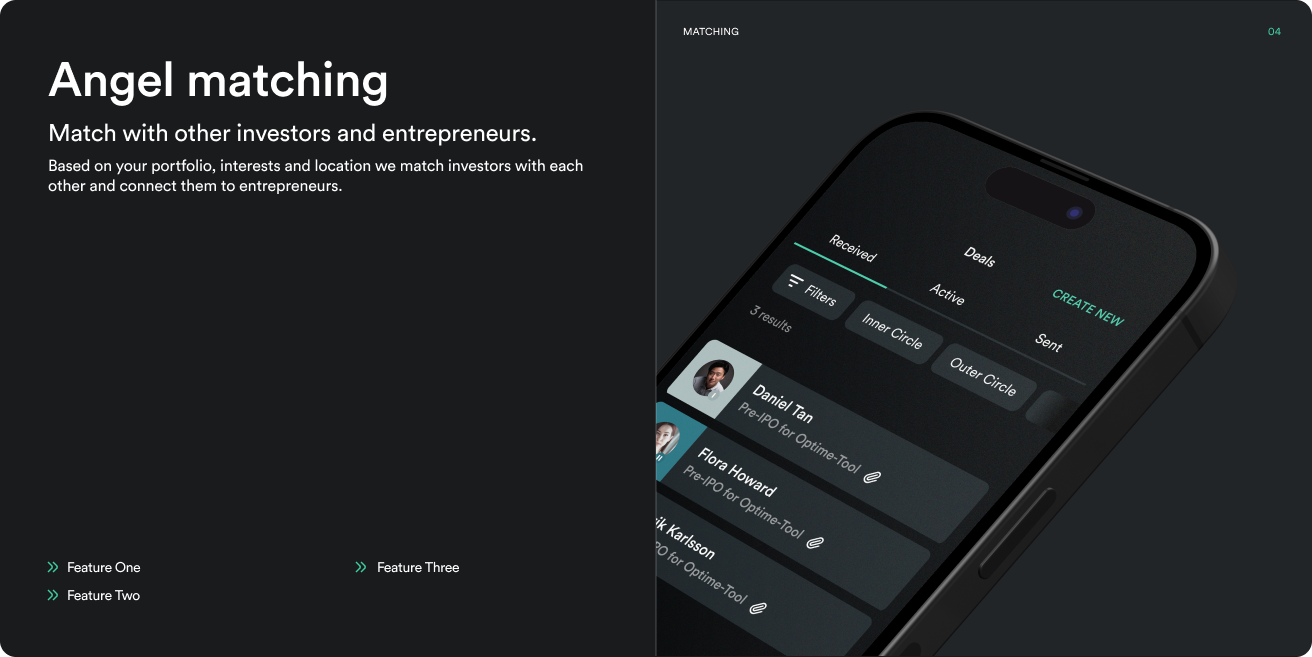 Angel matching
Match with other investors and entrepreneurs.
Based on your portfolio, interests and location we match investors with each
other and connect them to entrepreneurs.
Feature One
Feature Three
Feature Two
MATCHING
04
Deals
CREATE NEW
Received
Active
Sent
Filters
Inner Circle
Outer Circle
3 results
Daniel Tan
Pre-IPO for Optime-Tool
Flora Howard
Pre-IPO for Optime-Tool
ik Karlsson
PO for Optime-Tool